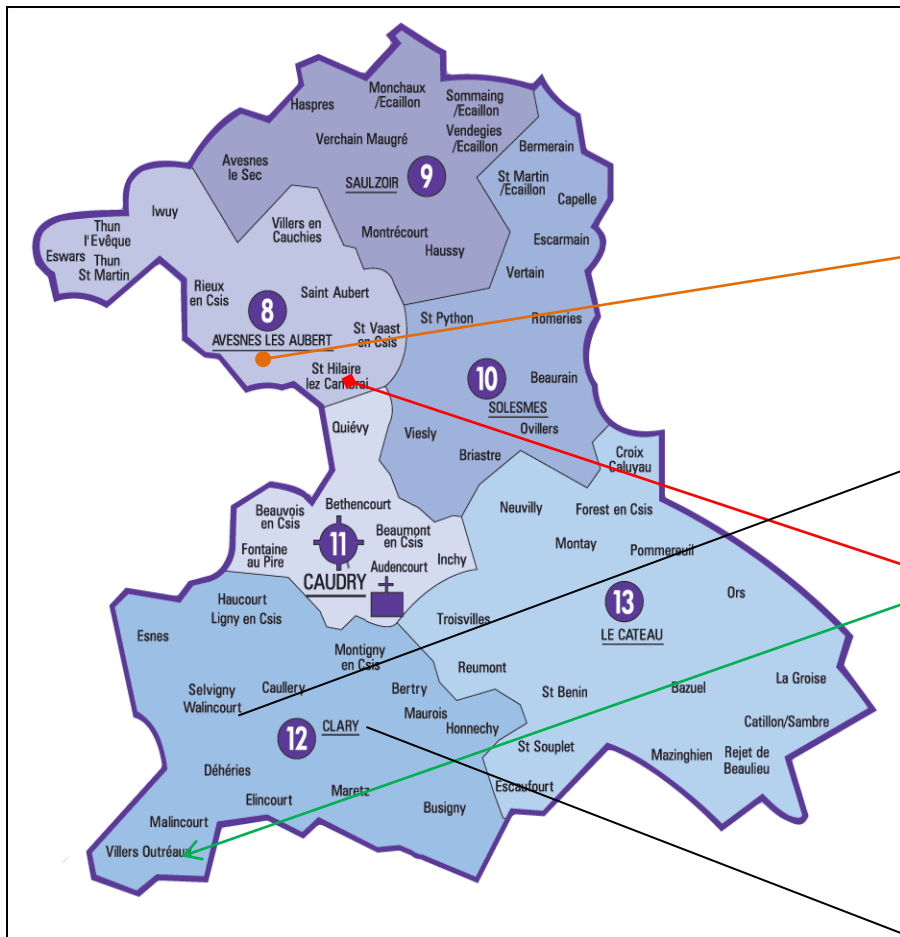 Haspres
Monchaux
/Ecaillon
Sommaing
/Ecaillon
Verchain Maugré
Vendegies
/Ecaillon
Avesnes
le Sec
SAULZOIR
9
Montrécourt
Haussy
Bermerain
St Martin
/Ecaillon
Capelle
Escarmain
Vertain
St Python
Romeries
10
SOLESMES
Beaurain
Ovillers
Viesly
Briastre
Iwuy
Thun
l'Evêque
Eswars
Thun
St Martin
Villers en
Cauchies
Rieux
en Csis
Saint Aubert
8
AVESNES LES AUBERT
St Vaast
en Csis
St Hilaire
lez Cambrai
Quiévy
Beauvois
en Csis
Bethencourt
Beaumont
en Csis
Fontaine
au Pire
11
CAUDRY
Audencourt
Inchy
Croix
Caluyau
Neuvilly
Forest en Csis
Montay
Pommereuil
Ors
13
LE CATEAU
Troisvilles
Reumont
St Benin
Bazuel
La Groise
Catillon/Sambre
St Souplet
Mazinghien
Rejet de
Beaulieu
Escaufourt
Haucourt
Ligny en Csis
Esnes
Montigny
en Csis
Selvigny
Walincourt
Caullery
Bertry
Maurois
Honnechy
12
CLARY
Déhéries
Elincourt
Maretz
Busigny
Malincourt
Villers Outréaux